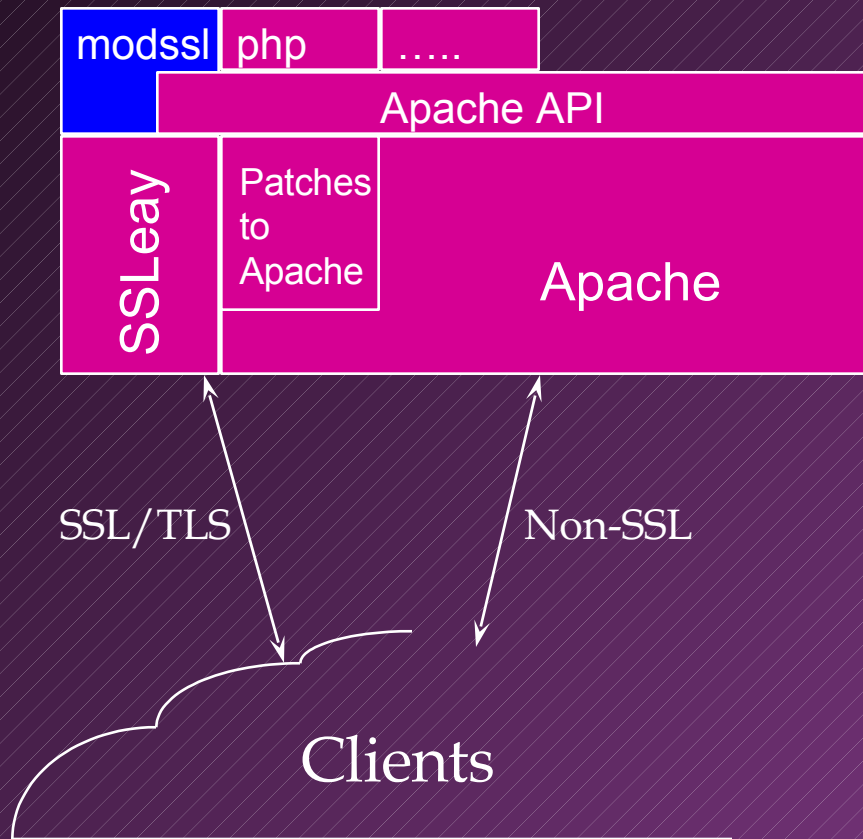 modssl php …..
Apache API
SSLeay
Patches
to
Apache
Apache
SSL/TLS
Non-SSL
Clients